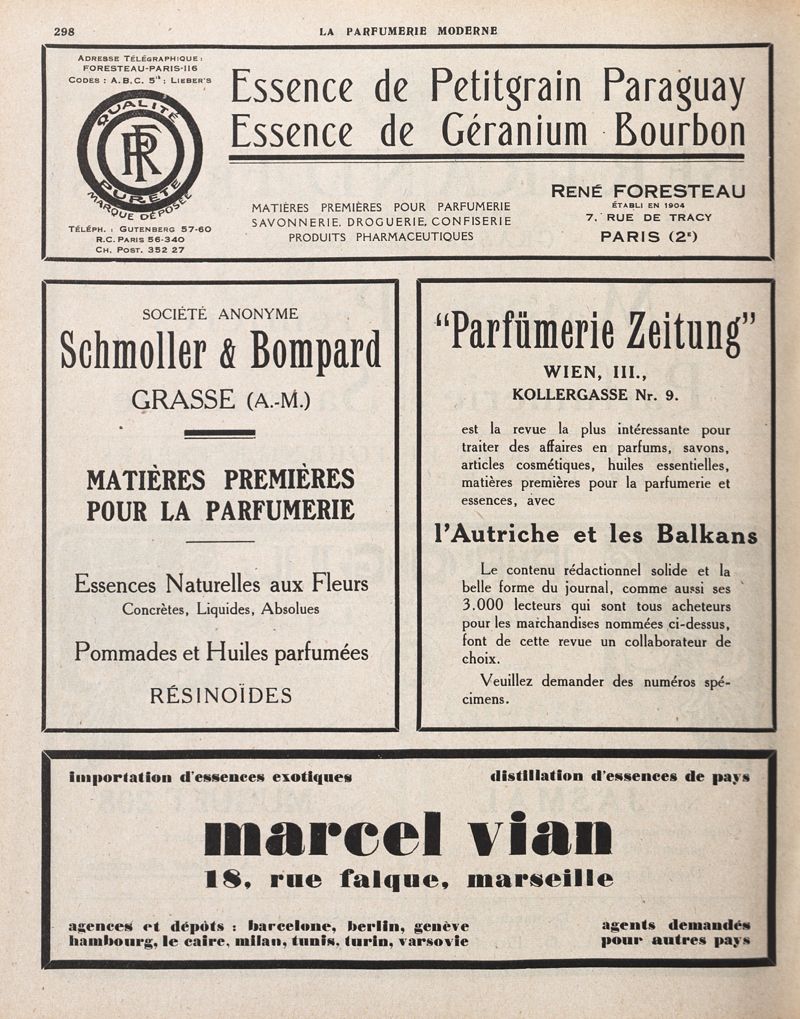 298
LA PARFUMERIE MODERNE
ADRESSE TÉLÉGRAPHIQUE:
FORESTEAU-PARIS-116
CODES : A.B.C. 5th : LIEBER'S
QUALITÉ
RF
PURETÉ
MARQUE DÉPOSÉE
TÉLÉPH. : GUTENBERG 57-60
R.C. PARIS 56-340
CH. POST. 352 27
Essence de Petitgrain Paraguay
Essence de Géranium Bourbon
MATIÈRES PREMIÈRES POUR PARFUMERIE
SAVONNERIE, DROGUERIE, CONFISERIE
PRODUITS PHARMACEUTIQUES
RENÉ FORESTEAU
ÉTABLI EN 1904
7, RUE DE TRACY
PARIS (2e)
SOCIÉTÉ ANONYME
Schmoller & Bompard
GRASSE (A.-M.)
MATIÈRES PREMIÈRES
POUR LA PARFUMERIE
Essences Naturelles aux Fleurs
Concrètes, Liquides, Absolues
Pommades et Huiles parfumées
RÉSINOÏDES
"Parfümerie Zeitung"
WIEN, III.,
KOLLERGASSE Nr. 9.
est la revue la plus intéressante pour
traiter des affaires en parfums, savons,
articles cosmétiques, huiles essentielles,
matières premières pour la parfumerie et
essences, avec
l'Autriche et les Balkans
Le contenu rédactionnel solide et la
belle forme du journal, comme aussi ses
3.000 lecteurs qui sont tous acheteurs
pour les marchandises nommées ci-dessus,
font de cette revue un collaborateur de
choix.
Veuillez demander des numéros spé-
cimens.
importation d'essences exotiques
distillation d'essences de pays
marcel vian
18, rue falque, marseille
agences et dépôts : barcelone, berlin, genève
hambourg, le caire, milan, tunis, turin, varsovie
agents demandés
pour autres pays